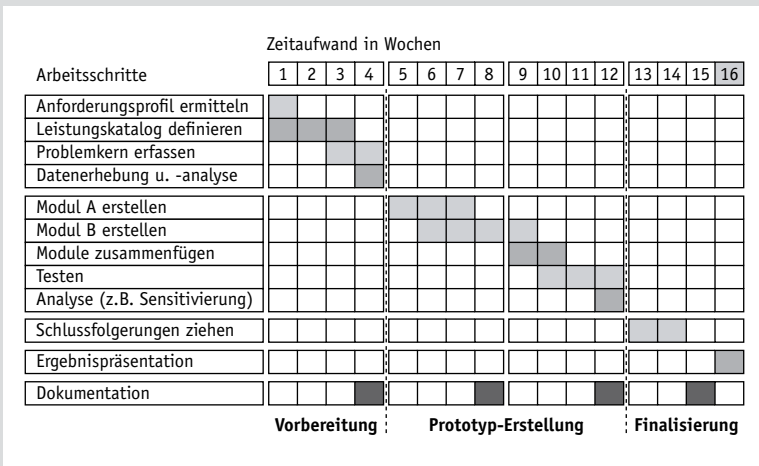 Zeitaufwand in Wochen
Arbeitsschritte 1 2 3 4 5 6 7 8 9 10 11 12 13 14 15 16
Anforderungsprofil ermitteln
Leistungskatalog definieren
Problemkern erfassen
Datenerhebung u. -analyse
Modul A erstellen
Modul B erstellen
Module zusammenfügen
Testen
Analyse (z.B. Sensitivierung)
Schlussfolgerungen ziehen
Ergebnispräsentation
Dokumentation
Vorbereitung Prototyp-Erstellung Finalisierung